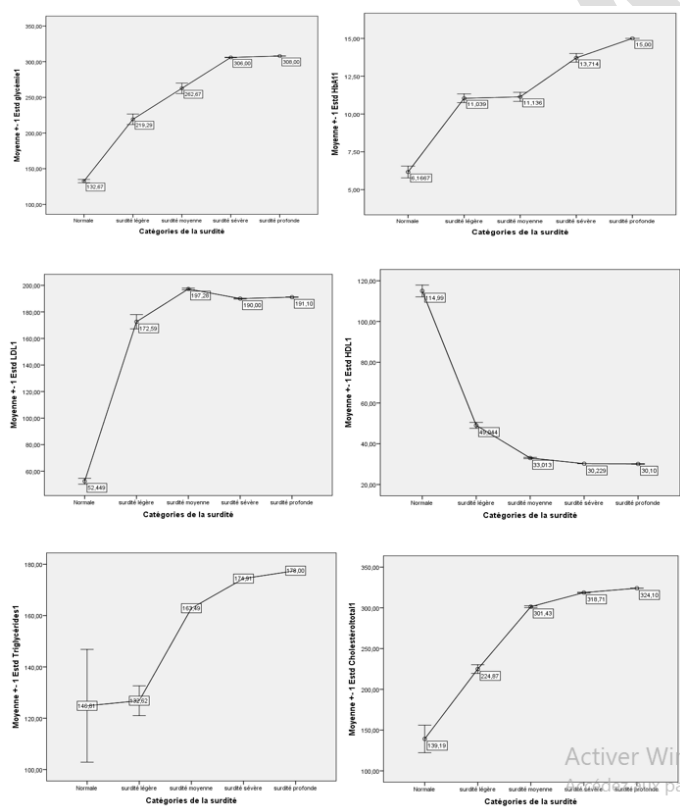 Moyenne +- 1 Estd glycémie1
350,00
300,00
250,00
200,00
150,00
100,00
132,67
219,29
262,67
306,00
308,00
Normale
surdité légère
surdité moyenne
surdité sévère
surdité profonde
Catégories de la surdité
Moyenne +- 1 Estd HbA11
15,00
12,50
10,00
7,50
5,00
6,1667
11,039
11,136
13,714
15,00
Normale
surdité légère
surdité moyenne
surdité sévère
surdité profonde
Catégories de la surdité
Moyenne +- 1 Estd LDL1
200,00
180,00
160,00
140,00
120,00
100,00
80,00
60,00
52,449
172,59
197,28
190,00
191,10
Normale
surdité légère
surdité moyenne
surdité sévère
surdité profonde
Catégories de la surdité
Moyenne +- 1 Estd HDL1
120,00
100,00
80,00
60,00
40,00
20,00
114,99
33,013
30,229
30,10
Normale
surdité légère
surdité moyenne
surdité sévère
surdité profonde
Catégories de la surdité
Moyenne +- 1 Estd Triglycérides1
180,00
160,00
140,00
120,00
100,00
163,49
174,91
178,00
Normale
surdité légère
surdité moyenne
surdité sévère
surdité profonde
Catégories de la surdité
Moyenne +- 1 Estd Cholestéroltotal1
350,00
300,00
250,00
200,00
150,00
100,00
139,19
224,87
301,43
318,71
324,10
Normale
surdité légère
surdité moyenne
surdité sévère
surdité profonde
Catégories de la surdité
Activer Win